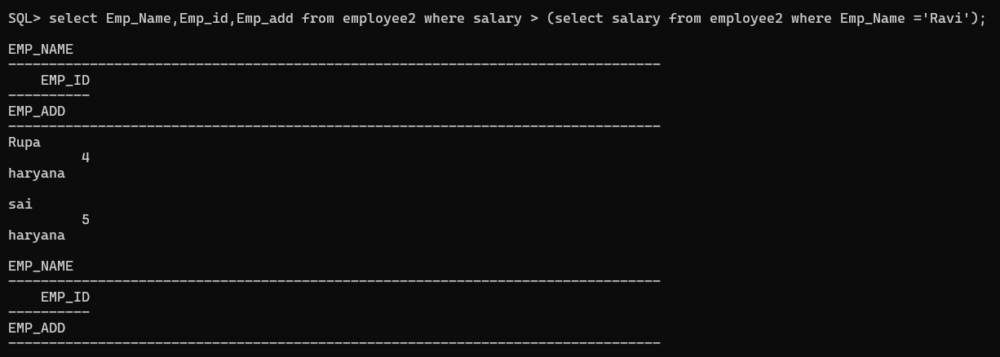 SQL> select Emp_Name,Emp_id,Emp_add from employee2 where salary > (select salary from employee2 where Emp_Name ='Ravi');
EMP_NAME
--------------------------------------------------------------------------------
    EMP_ID
----------
EMP_ADD
--------------------------------------------------------------------------------
Rupa
         4
haryana
sai
         5
haryana
EMP_NAME
--------------------------------------------------------------------------------
    EMP_ID
----------
EMP_ADD
--------------------------------------------------------------------------------